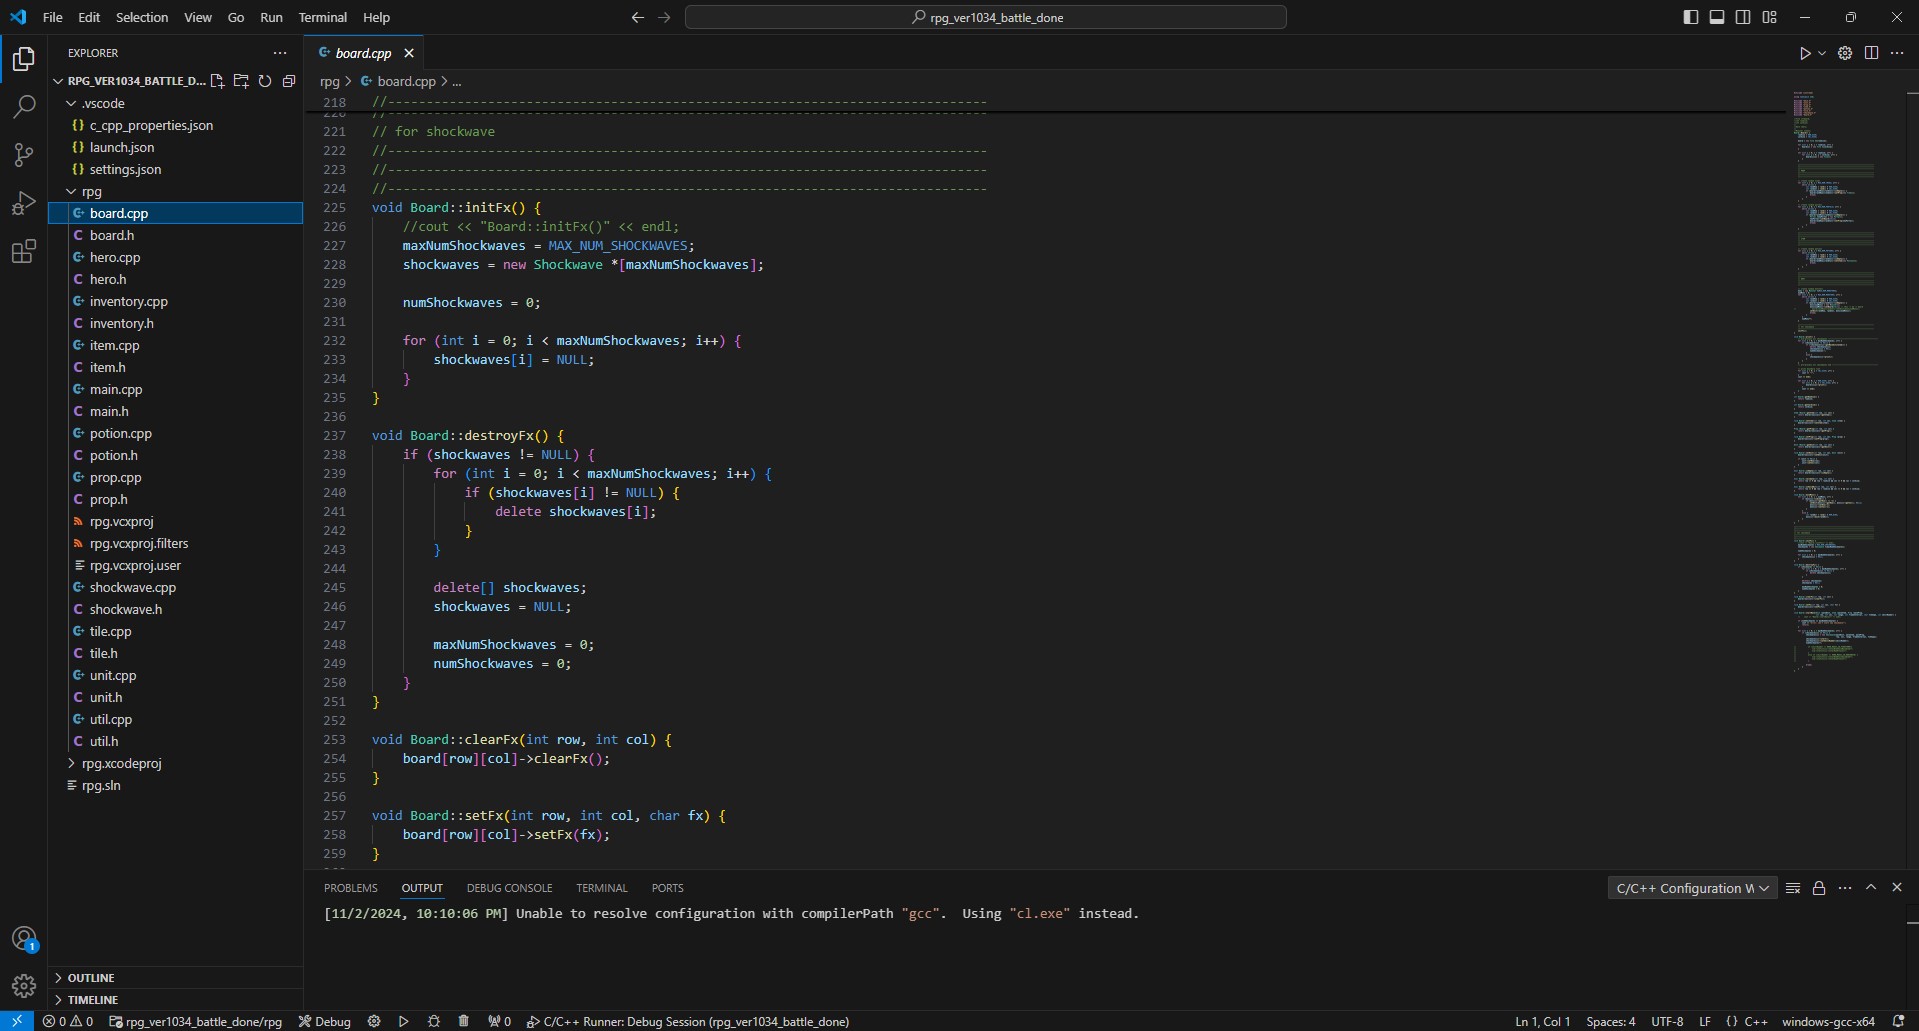 File Edit Selection View Go Run Terminal Help
rpg_ver1034_battle_done
EXPLORER
RPG_VER1034_BATTLE_D...
.vscode
c_cpp_properties.json
launch.json
settings.json
rpg
board.cpp
board.h
hero.cpp
hero.h
inventory.cpp
inventory.h
item.cpp
item.h
main.cpp
main.h
potion.cpp
potion.h
prop.cpp
prop.h
rpg.vcxproj
rpg.vcxproj.filters
rpg.vcxproj.user
shockwave.cpp
shockwave.h
tile.cpp
tile.h
unit.cpp
unit.h
util.cpp
util.h
rpg.xcodeproj
rpg.sln
OUTLINE
TIMELINE
board.cpp
rpg > board.cpp > ...
218 //------------------------------------------------------------------------------
220 //------------------------------------------------------------------------------
221 // for shockwave
222 //------------------------------------------------------------------------------
223 //------------------------------------------------------------------------------
224 //------------------------------------------------------------------------------
225 void Board::initFx() {
226 //cout << "Board::initFx()" << endl;
227 maxNumShockwaves = MAX_NUM_SHOCKWAVES;
228 shockwaves = new Shockwave *[maxNumShockwaves];
229
230 numShockwaves = 0;
231
232 for (int i = 0; i < maxNumShockwaves; i++) {
233 shockwaves[i] = NULL;
234 }
235 }
236
237 void Board::destroyFx() {
238 if (shockwaves != NULL) {
239 for (int i = 0; i < maxNumShockwaves; i++) {
240 if (shockwaves[i] != NULL) {
241 delete shockwaves[i];
242 }
243 }
244
245 delete[] shockwaves;
246 shockwaves = NULL;
247
248 maxNumShockwaves = 0;
249 numShockwaves = 0;
250 }
251 }
252
253 void Board::clearFx(int row, int col) {
254 board[row][col]->clearFx();
255 }
256
257 void Board::setFx(int row, int col, char fx) {
258 board[row][col]->setFx(fx);
259 }
PROBLEMS OUTPUT DEBUG CONSOLE TERMINAL PORTS
C/C++ Configuration W
[11/2/2024, 10:10:06 PM] Unable to resolve configuration with compilerPath "gcc".  Using "cl.exe" instead.
1
0 0 rpg_ver1034_battle_done/rpg Debug 0 C/C++ Runner: Debug Session (rpg_ver1034_battle_done) Ln 1, Col 1 Spaces: 4 UTF-8 LF {} C++ windows-gcc-x64